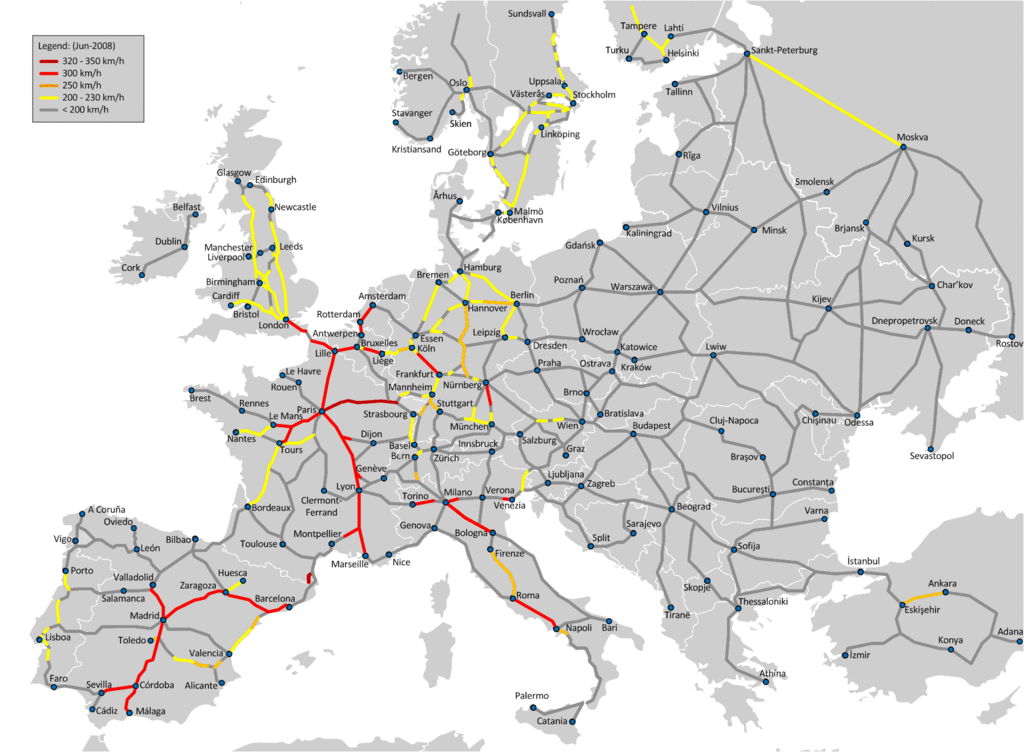 Legend: (Jun-2008)
320 - 350 km/h
300 km/h
250 km/h
200 - 230 km/h
< 200 km/h
Sundsvall
Tampere
Lahti
Turku
Helsinki
Sankt-Peterburg
Bergen
Oslo
Uppsala
Västerås
Stockholm
Tallinn
Stavanger
Skien
Linköping
Kristiansand
Göteborg
Rīga
Moskva
Glasgow
Edinburgh
Smolensk
Århus
Belfast
Newcastle
Malmö
København
Vilnius
Kaliningrad
Minsk
Brjansk
Kursk
Dublin
Manchester
Leeds
Liverpool
Gdańsk
Cork
Birmingham
Bremen
Hamburg
Poznań
Warszawa
Char'kov
Cardiff
Bristol
Amsterdam
Berlin
Hannover
Kijev
London
Rotterdam
Antwerpen
Essen
Leipzig
Wrocław
Dnepropetrovsk
Doneck
Rostov
Lille
Bruxelles
Köln
Dresden
Katowice
Lwiw
Liège
Praha
Ostrava
Kraków
Le Havre
Frankfurt
Rouen
Mannheim
Nürnberg
Brno
Brest
Rennes
Paris
Strasbourg
Stuttgart
Bratislava
Chişinau
Odessa
Le Mans
München
Wien
Budapest
Cluj-Napoca
Nantes
Tours
Dijon
Basel
Innsbruck
Salzburg
Sevastopol
Bern
Zürich
Graz
Braşov
Genève
Ljubljana
Zagreb
Bucureşti
Constanta
Clermont-
Ferrand
Lyon
Torino
Milano
Verona
Venezia
Beograd
Varna
A Coruña
Oviedo
Bordeaux
Genova
Bologna
Sarajevo
Vigo
León
Bilbao
Toulouse
Montpellier
Split
Sofija
Marseille
Nice
Firenze
İstanbul
Porto
Valladolid
Huesca
Zaragoza
Skopje
Ankara
Salamanca
Barcelona
Roma
Thessaloniki
Eskişehir
Madrid
Tiranë
Lisboa
Toledo
Napoli
Bari
Konya
Adana
Valencia
İzmir
Faro
Sevilla
Córdoba
Alicante
Athína
Palermo
Cádiz
Málaga
Catania